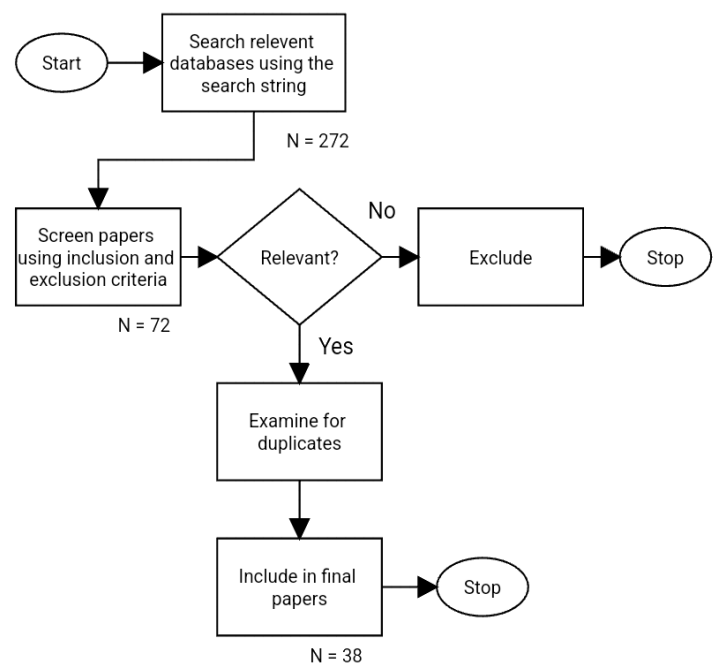 Start
Search relevent
databases using the
search string
N = 272
Screen papers
using inclusion and
exclusion criteria
N = 72
Relevant?
No
Exclude
Stop
Yes
Examine for
duplicates
Include in final
papers
Stop
N = 38